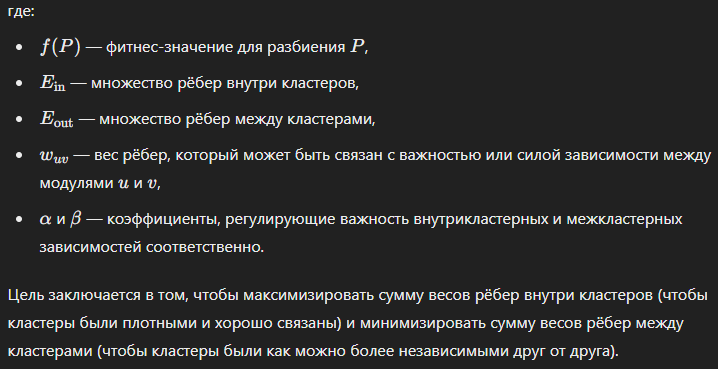 где:
• f(P) — фитнес-значение для разбиения P,
• E_in — множество рёбер внутри кластеров,
• E_out — множество рёбер между кластерами,
• w_uv — вес рёбер, который может быть связан с важностью или силой зависимости между
модулями u и v,
• α и β — коэффициенты, регулирующие важность внутрикластерных и межкластерных
зависимостей соответственно.
Цель заключается в том, чтобы максимизировать сумму весов рёбер внутри кластеров (чтобы
кластеры были плотными и хорошо связаны) и минимизировать сумму весов рёбер между
кластерами (чтобы кластеры были как можно более независимыми друг от друга).